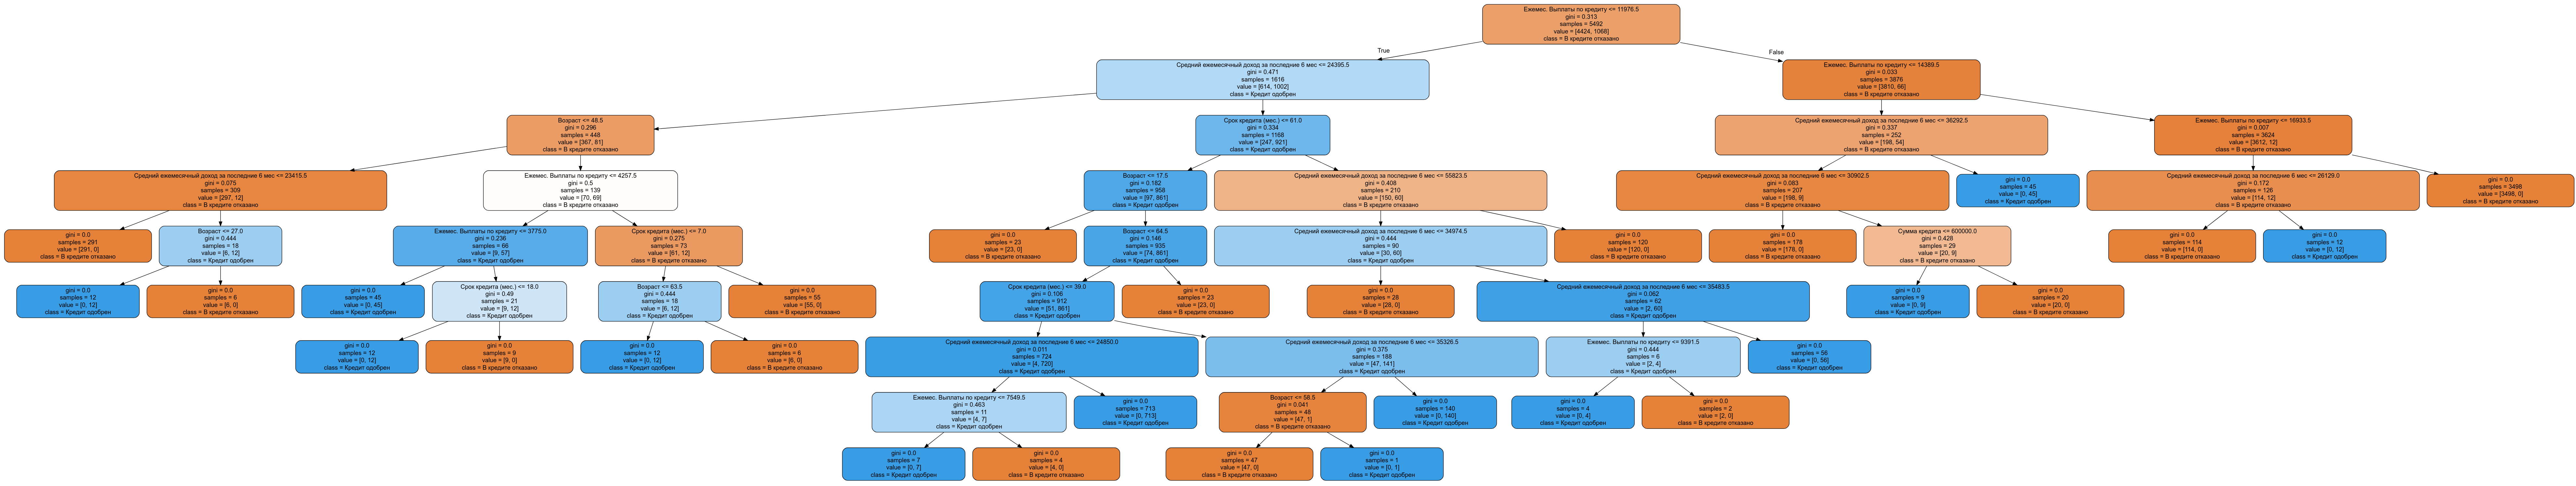 Ежемес. Выплаты по кредиту <= 11976.5
gini = 0.313
samples = 5492
value = [4424, 1068]
class = В кредите отказано
True
False
Средний ежемесячный доход за последние 6 мес <= 24395.5
gini = 0.471
samples = 1616
value = [614, 1002]
class = Кредит одобрен
Ежемес. Выплаты по кредиту <= 14389.5
gini = 0.033
samples = 3876
value = [3810, 66]
class = В кредите отказано
Возраст <= 48.5
gini = 0.296
samples = 448
value = [367, 81]
class = В кредите отказано
Срок кредита (мес.) <= 61.0
gini = 0.334
samples = 1168
value = [247, 921]
class = Кредит одобрен
Средний ежемесячный доход за последние 6 мес <= 36292.5
gini = 0.337
samples = 252
value = [198, 54]
class = В кредите отказано
Ежемес. Выплаты по кредиту <= 16933.5
gini = 0.007
samples = 3624
value = [3612, 12]
class = В кредите отказано
Средний ежемесячный доход за последние 6 мес <= 23415.5
gini = 0.075
samples = 309
value = [297, 12]
class = В кредите отказано
Ежемес. Выплаты по кредиту <= 4257.5
gini = 0.5
samples = 139
value = [70, 69]
class = В кредите отказано
Возраст <= 17.5
gini = 0.182
samples = 958
value = [97, 861]
class = Кредит одобрен
Средний ежемесячный доход за последние 6 мес <= 55823.5
gini = 0.408
samples = 210
value = [150, 60]
class = В кредите отказано
Средний ежемесячный доход за последние 6 мес <= 30902.5
gini = 0.083
samples = 207
value = [198, 9]
class = В кредите отказано
gini = 0.0
samples = 45
value = [0, 45]
class = Кредит одобрен
Средний ежемесячный доход за последние 6 мес <= 26129.0
gini = 0.172
samples = 126
value = [114, 12]
class = В кредите отказано
gini = 0.0
samples = 3498
value = [3498, 0]
class = В кредите отказано
gini = 0.0
samples = 291
value = [291, 0]
class = В кредите отказано
Возраст <= 27.0
gini = 0.444
samples = 18
value = [6, 12]
class = Кредит одобрен
Ежемес. Выплаты по кредиту <= 3775.0
gini = 0.236
samples = 66
value = [9, 57]
class = Кредит одобрен
Срок кредита (мес.) <= 7.0
gini = 0.275
samples = 73
value = [61, 12]
class = В кредите отказано
gini = 0.0
samples = 23
value = [23, 0]
class = В кредите отказано
Возраст <= 64.5
gini = 0.146
samples = 935
value = [74, 861]
class = Кредит одобрен
Средний ежемесячный доход за последние 6 мес <= 34974.5
gini = 0.444
samples = 90
value = [30, 60]
class = Кредит одобрен
gini = 0.0
samples = 120
value = [120, 0]
class = В кредите отказано
gini = 0.0
samples = 178
value = [178, 0]
class = В кредите отказано
Сумма кредита <= 600000.0
gini = 0.428
samples = 29
value = [20, 9]
class = В кредите отказано
gini = 0.0
samples = 114
value = [114, 0]
class = В кредите отказано
gini = 0.0
samples = 12
value = [0, 12]
class = Кредит одобрен
gini = 0.0
samples = 12
value = [0, 12]
class = Кредит одобрен
gini = 0.0
samples = 6
value = [6, 0]
class = В кредите отказано
gini = 0.0
samples = 45
value = [0, 45]
class = Кредит одобрен
Срок кредита (мес.) <= 18.0
gini = 0.49
samples = 21
value = [9, 12]
class = Кредит одобрен
Возраст <= 63.5
gini = 0.444
samples = 18
value = [6, 12]
class = Кредит одобрен
gini = 0.0
samples = 55
value = [55, 0]
class = В кредите отказано
Срок кредита (мес.) <= 39.0
gini = 0.106
samples = 912
value = [51, 861]
class = Кредит одобрен
gini = 0.0
samples = 23
value = [23, 0]
class = В кредите отказано
gini = 0.0
samples = 28
value = [28, 0]
class = В кредите отказано
Средний ежемесячный доход за последние 6 мес <= 35483.5
gini = 0.062
samples = 62
value = [2, 60]
class = Кредит одобрен
gini = 0.0
samples = 9
value = [0, 9]
class = Кредит одобрен
gini = 0.0
samples = 20
value = [20, 0]
class = В кредите отказано
gini = 0.0
samples = 12
value = [0, 12]
class = Кредит одобрен
gini = 0.0
samples = 9
value = [9, 0]
class = В кредите отказано
gini = 0.0
samples = 12
value = [0, 12]
class = Кредит одобрен
gini = 0.0
samples = 6
value = [6, 0]
class = В кредите отказано
Средний ежемесячный доход за последние 6 мес <= 24850.0
gini = 0.011
samples = 724
value = [4, 720]
class = Кредит одобрен
Средний ежемесячный доход за последние 6 мес <= 35326.5
gini = 0.375
samples = 188
value = [47, 141]
class = Кредит одобрен
Ежемес. Выплаты по кредиту <= 9391.5
gini = 0.444
samples = 6
value = [2, 4]
class = Кредит одобрен
gini = 0.0
samples = 56
value = [0, 56]
class = Кредит одобрен
Ежемес. Выплаты по кредиту <= 7549.5
gini = 0.463
samples = 11
value = [4, 7]
class = Кредит одобрен
gini = 0.0
samples = 713
value = [0, 713]
class = Кредит одобрен
Возраст <= 58.5
gini = 0.041
samples = 48
value = [47, 1]
class = В кредите отказано
gini = 0.0
samples = 140
value = [0, 140]
class = Кредит одобрен
gini = 0.0
samples = 4
value = [0, 4]
class = Кредит одобрен
gini = 0.0
samples = 2
value = [2, 0]
class = В кредите отказано
gini = 0.0
samples = 7
value = [0, 7]
class = Кредит одобрен
gini = 0.0
samples = 4
value = [4, 0]
class = В кредите отказано
gini = 0.0
samples = 47
value = [47, 0]
class = В кредите отказано
gini = 0.0
samples = 1
value = [0, 1]
class = Кредит одобрен